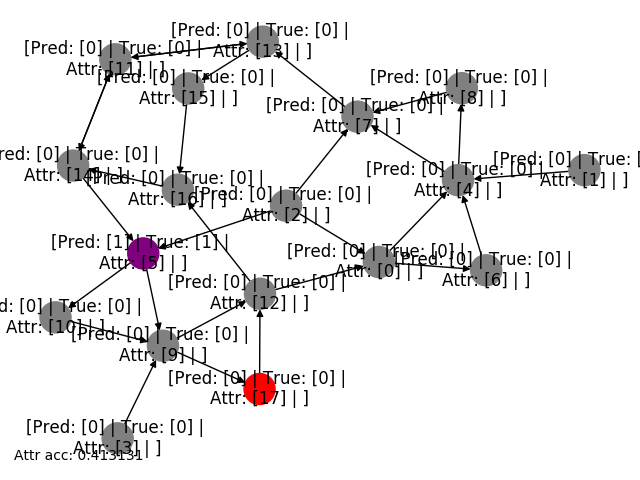 [Pred: [0] | True: [0] |
Attr: [13] | ]
[Pred: [0] | True: [0] |
Attr: [11] | ]
[Pred: [0] | True: [0] |
Attr: [15] | ]
[Pred: [0] | True: [0] |
Attr: [8] | ]
[Pred: [0] | True: [0] |
Attr: [7] | ]
red: [0] | True: [0] |
Attr: [14] | ]
[Pred: [0] | True: [
Attr: [1] | ]
[Pred: [0] | True: [0] |
Attr: [4] | ]
[Pred: [0] | True: [0] |
Attr: [16] | ]
[Pred: [0] | True: [0] |
Attr: [2] | ]
[Pred: [1] | True: [1] |
Attr: [5] | ]
[Pred: [0] | True: [0] |
Attr: [0] | ]
[Pred: [0] | True: [0] |
Attr: [6] | ]
[Pred: [0] | True: [0] |
Attr: [12] | ]
d: [0] | True: [0] |
Attr: [10] | ]
[Pred: [0] | True: [0] |
Attr: [9] | ]
[Pred: [0] | True: [0] |
Attr: [17] | ]
[Pred: [0] | True: [0] |
Attr: [3] | ]
Attr acc: 0.413131